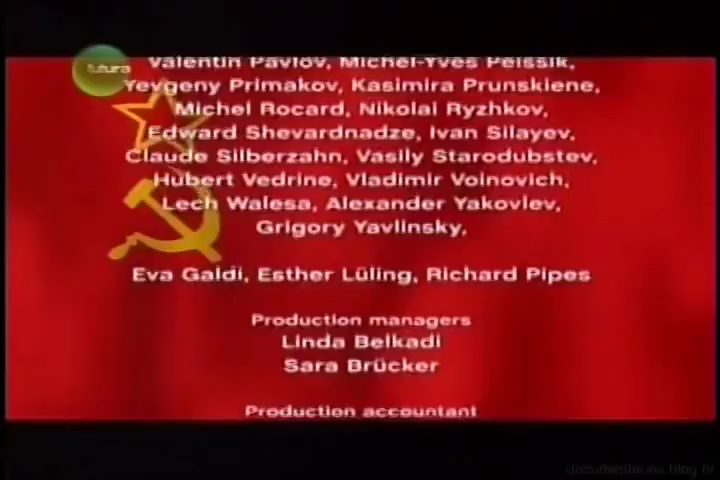 futura
Valentin Pavlov, Michel-Yves Peissik,
Yevgeny Primakov, Kasimira Prunskiene,
Michel Rocard, Nikolai Ryzhkov,
Edward Shevardnadze, Ivan Silayev,
Claude Silberzahn, Vasily Starodubstev,
Hubert Vedrine, Vladimir Voinovich,
Lech Walesa, Alexander Yakovlev,
Grigory Yavlinsky,
Eva Galdi, Esther Lüling, Richard Pipes
Production managers
Linda Belkadi
Sara Brücker
Production accountant